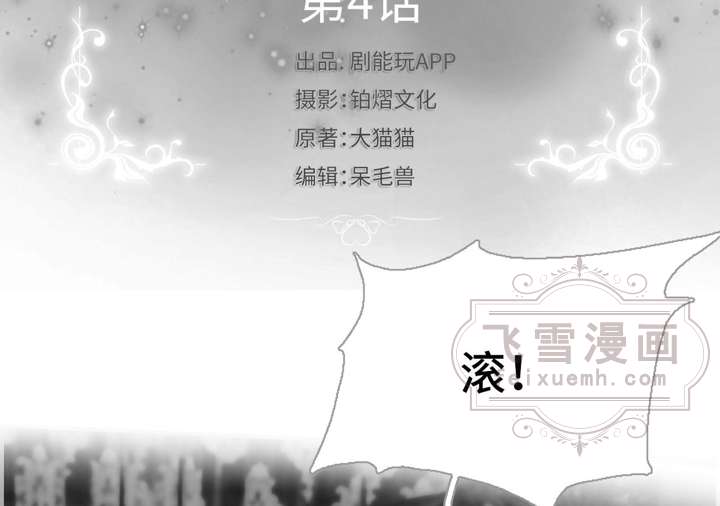 第4话
出品: 剧能玩APP
摄影:铂熠文化
原著:大猫猫
编辑:呆毛兽
飞雪漫画
feixuemh.com
滚!